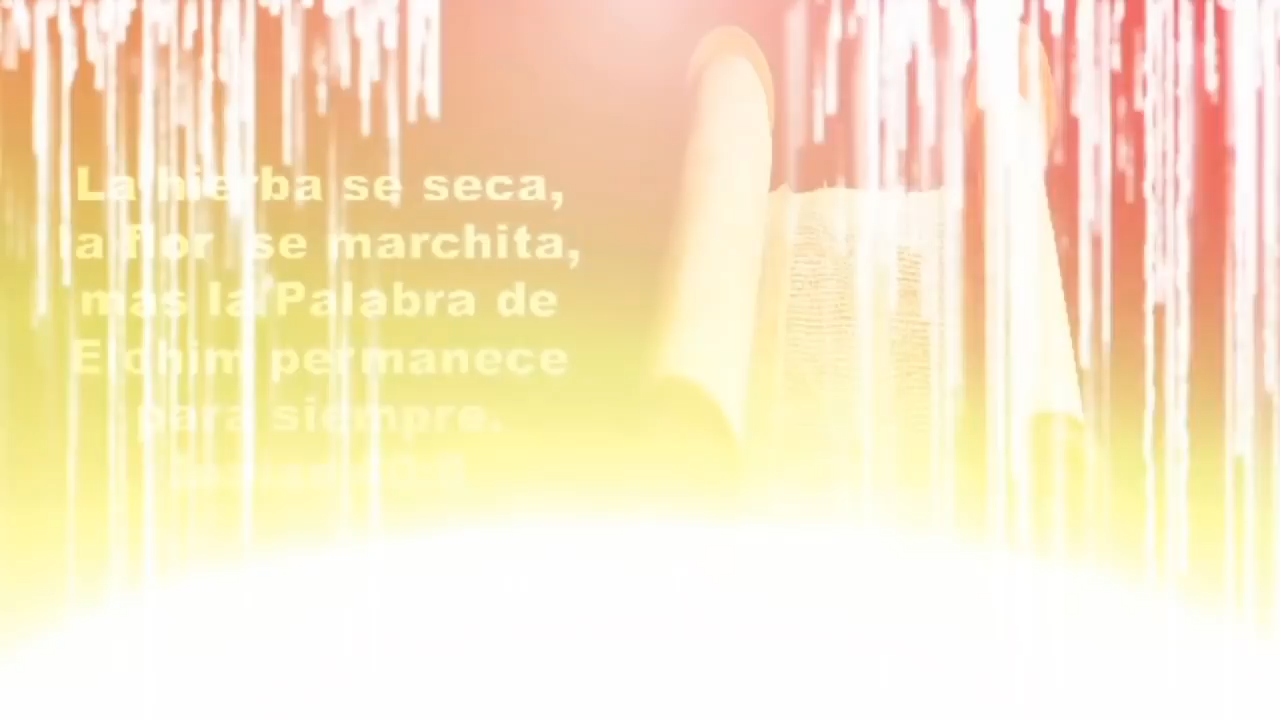 La hierba se seca,
la flor se marchita,
mas la Palabra de
Elohim permanece
para siempre.